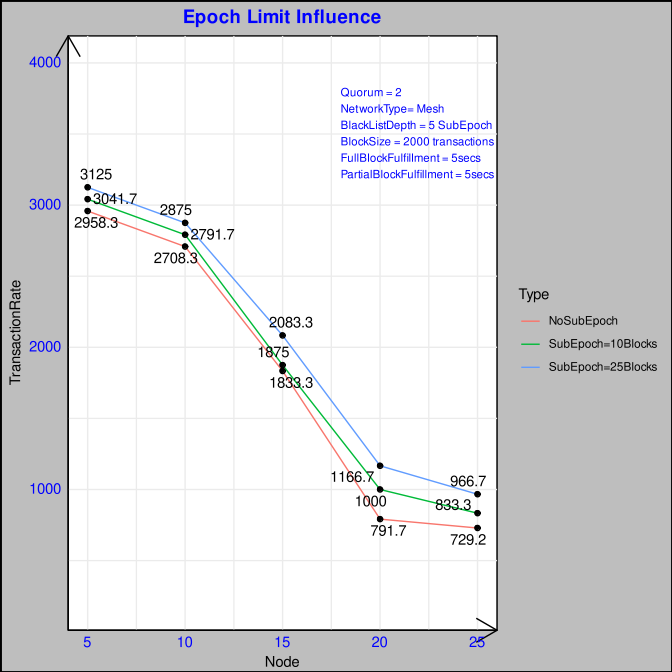 Epoch Limit Influence
4000
Quorum = 2
NetworkType= Mesh
BlackListDepth = 5 SubEpoch
BlockSize = 2000 transactions
FullBlockFulfillment = 5secs
PartialBlockFulfillment = 5secs
3125
3041.7
2958.3
3000
2875
2791.7
2708.3
2083.3
1875
1833.3
2000
1166.7
1000
791.7
966.7
833.3
729.2
1000
TransactionRate
5
10
15
20
25
Node
Type
NoSubEpoch
SubEpoch=10Blocks
SubEpoch=25Blocks